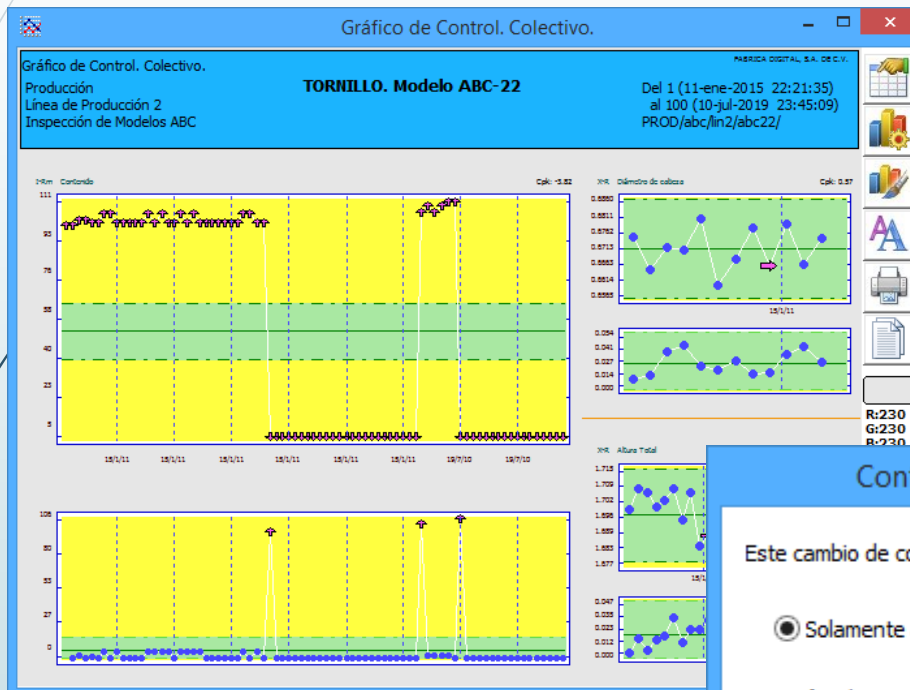 Gráfico de Control. Colectivo.
FABRICA DIGITAL, S.A. DE C.V.
Gráfico de Control. Colectivo.
Producción
TORNILLO. Modelo ABC-22
Del 1 (11-ene-2015 22:21:35)
Línea de Producción 2
al 100 (10-jul-2019 23:45:09)
Inspección de Modelos ABC
PROD/abc/lin2/abc22/
Contenido
Cpk: -3.82
111
93
76
58
40
23
5
15/1/11 15/1/11 15/1/11 15/1/11 15/1/11 15/1/11 19/7/10 19/7/10
106
80
53
27
0
X-R Diámetro de cabeza
Cpk: 0.57
0.6860
0.6811
0.6762
0.6713
0.6663
0.6614
0.6565
15/1/11
0.054
0.041
0.027
0.014
0.000
X-R Altura Total
1.715
1.709
1.702
1.696
1.689
1.683
1.677
0.047
0.035
0.023
0.012
0.000
R:230
G:230
B:230
Este cambio de
Solamente